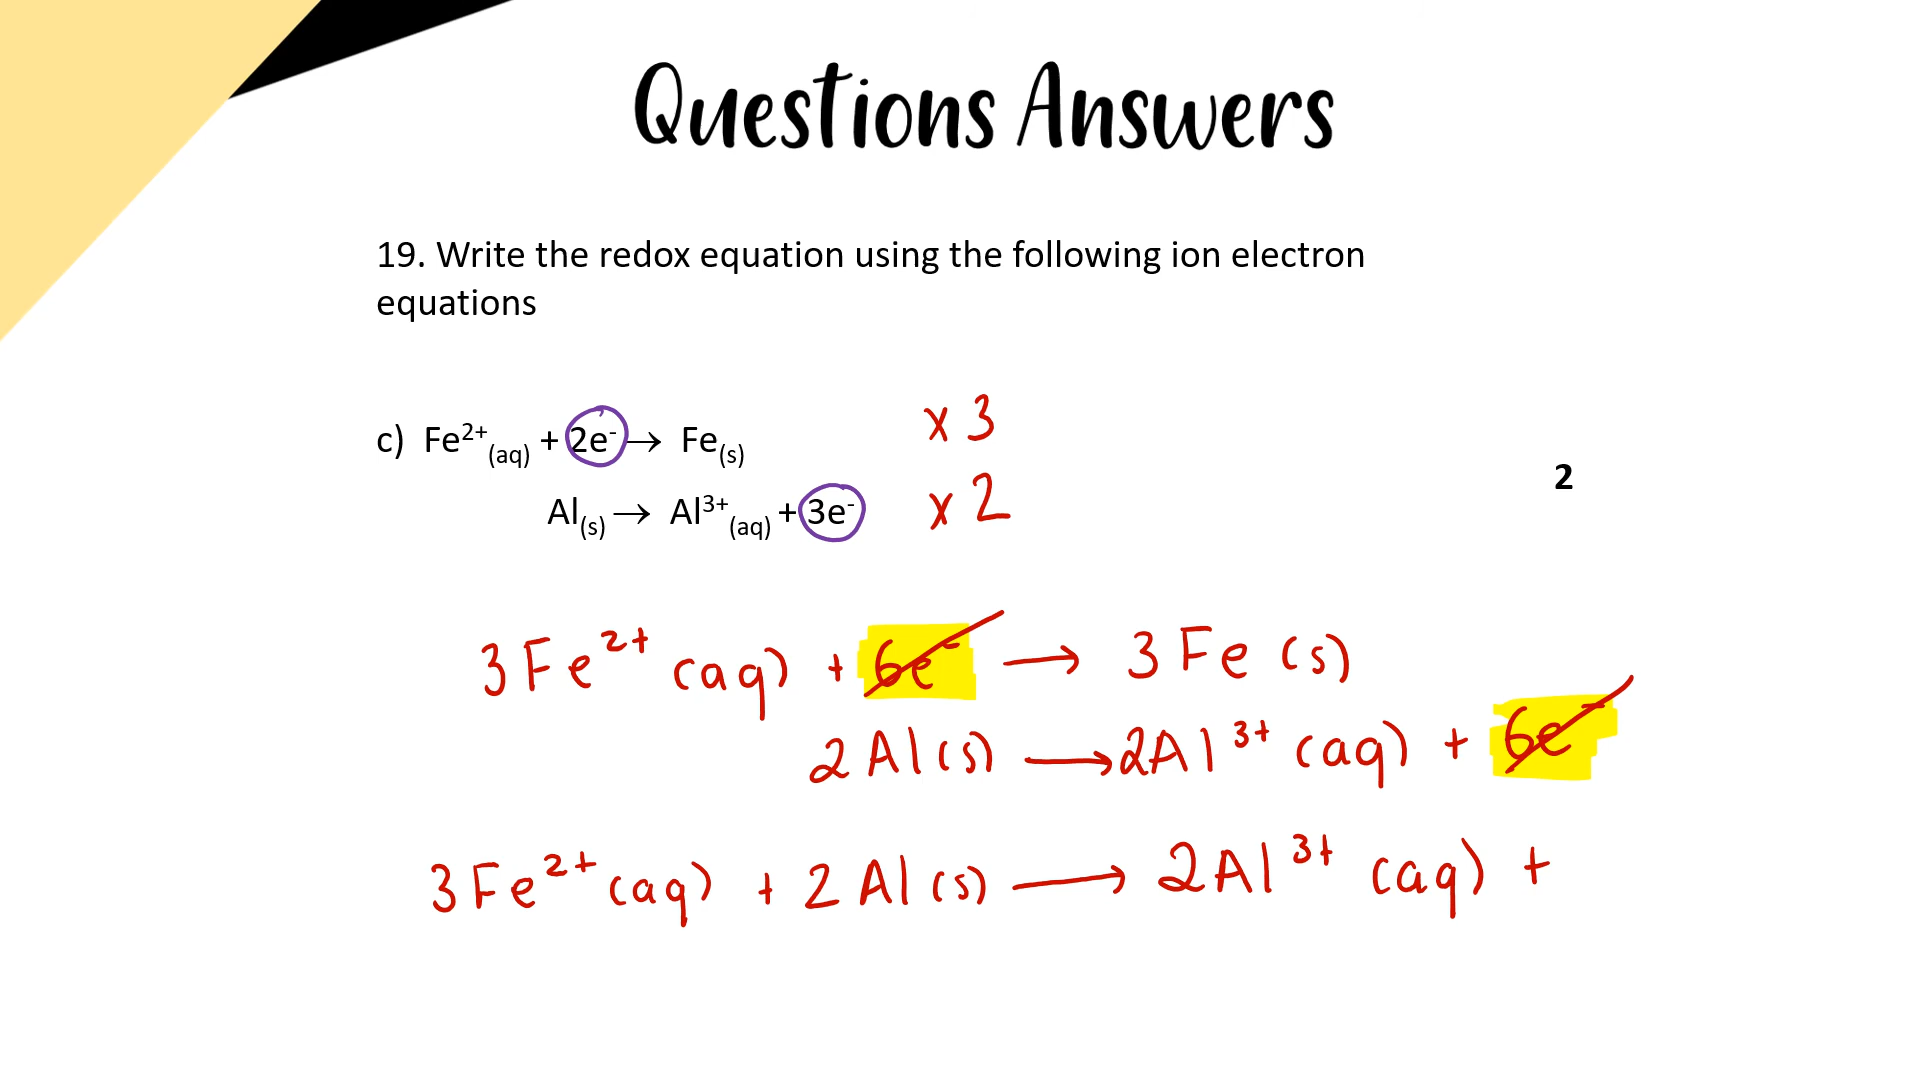 Questions Answers
19. Write the redox equation using the following ion electron
equations
c) Fe²⁺(aq) + 2e⁻ → Fe(s) x 3
2
Al(s) → Al³⁺(aq) + 3e⁻ x 2
3Fe²⁺(aq) + 6e⁻ → 3Fe(s)
2Al(s) → 2Al³⁺(aq) + 6e⁻
3Fe²⁺(aq) + 2Al(s) → 2Al³⁺(aq) +